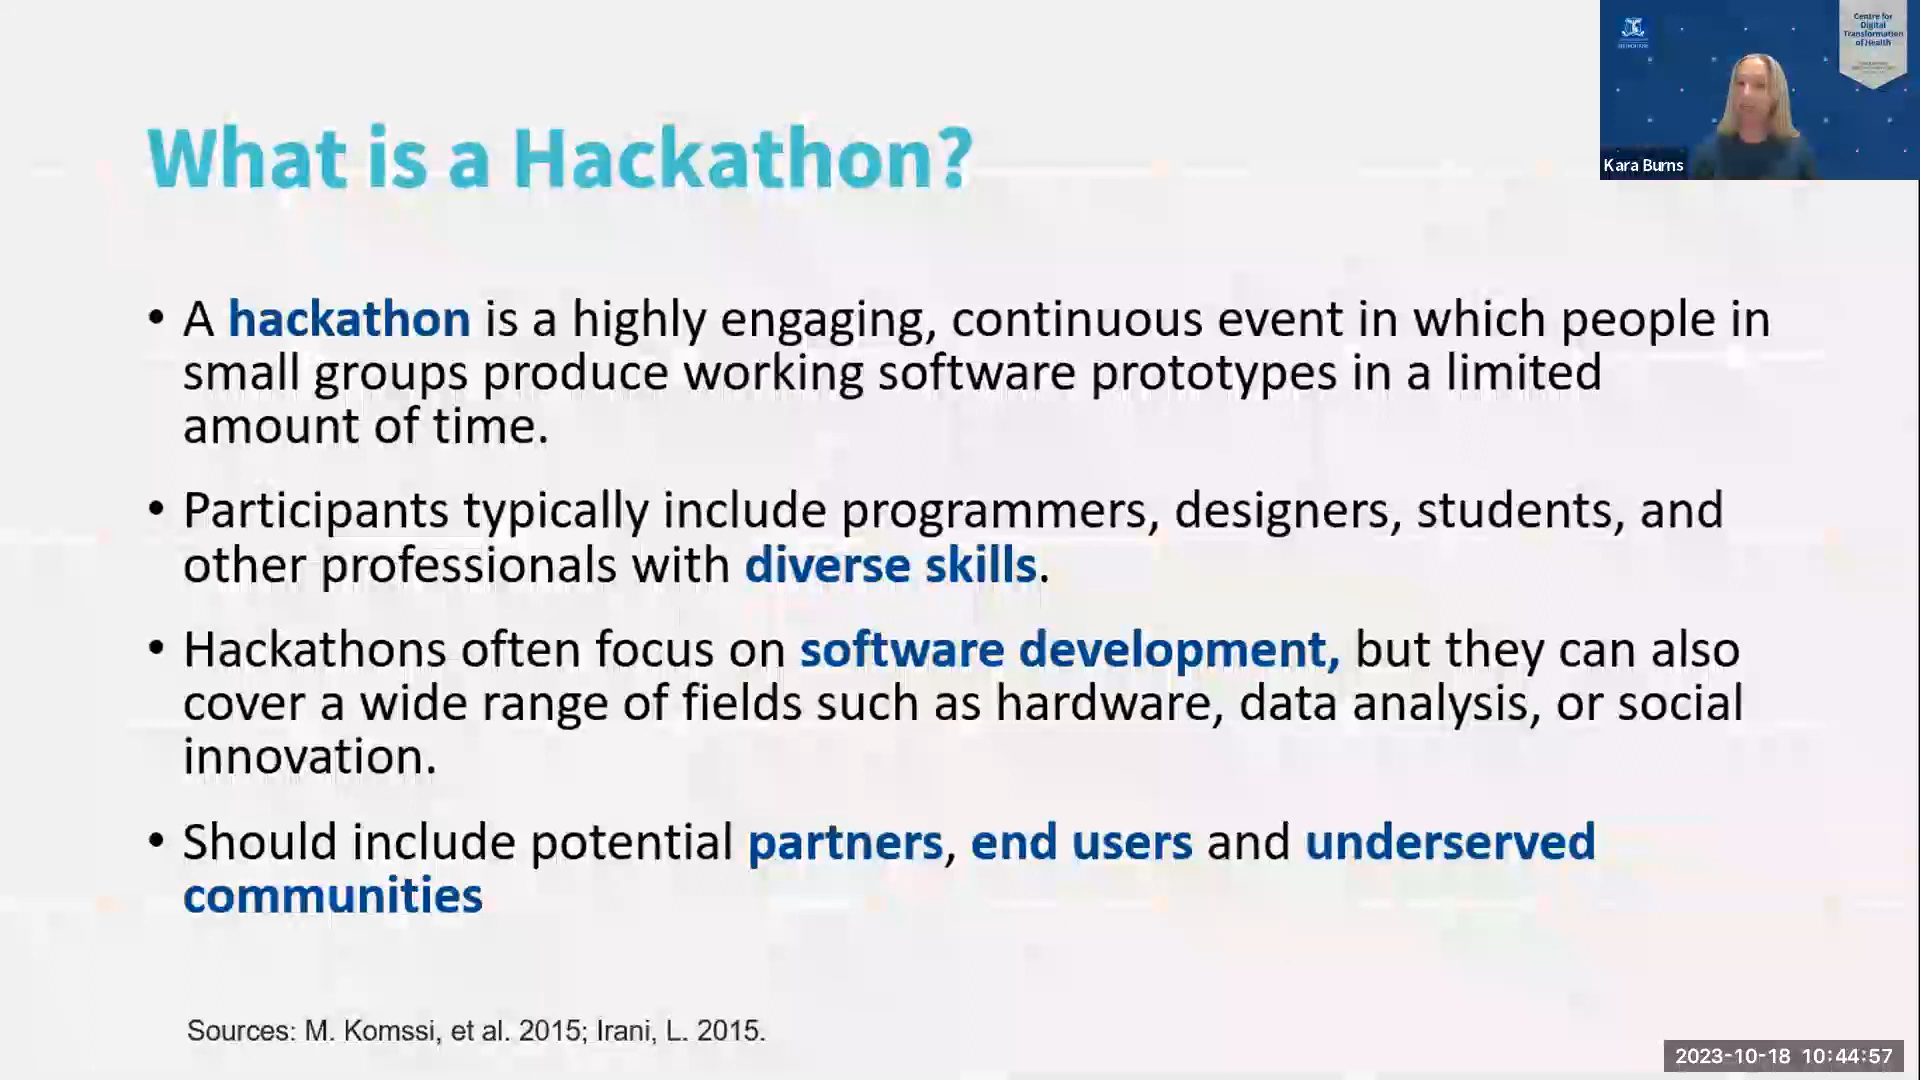 Centre for
Digital
Transformation
of Health
Kara Burns
What is a Hackathon?
• A hackathon is a highly engaging, continuous event in which people in
small groups produce working software prototypes in a limited
amount of time.
• Participants typically include programmers, designers, students, and
other professionals with diverse skills.
• Hackathons often focus on software development, but they can also
cover a wide range of fields such as hardware, data analysis, or social
innovation.
• Should include potential partners, end users and underserved
communities
Sources: M. Komssi, et al. 2015; Irani, L. 2015.
2023-10-18 10:44:57